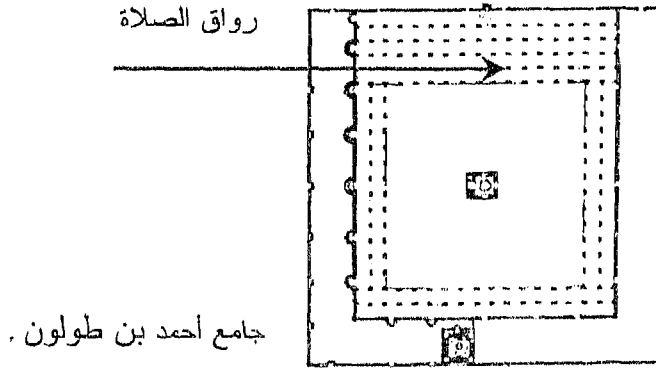 رواق الصلاة
جامع أحمد بن طولون .